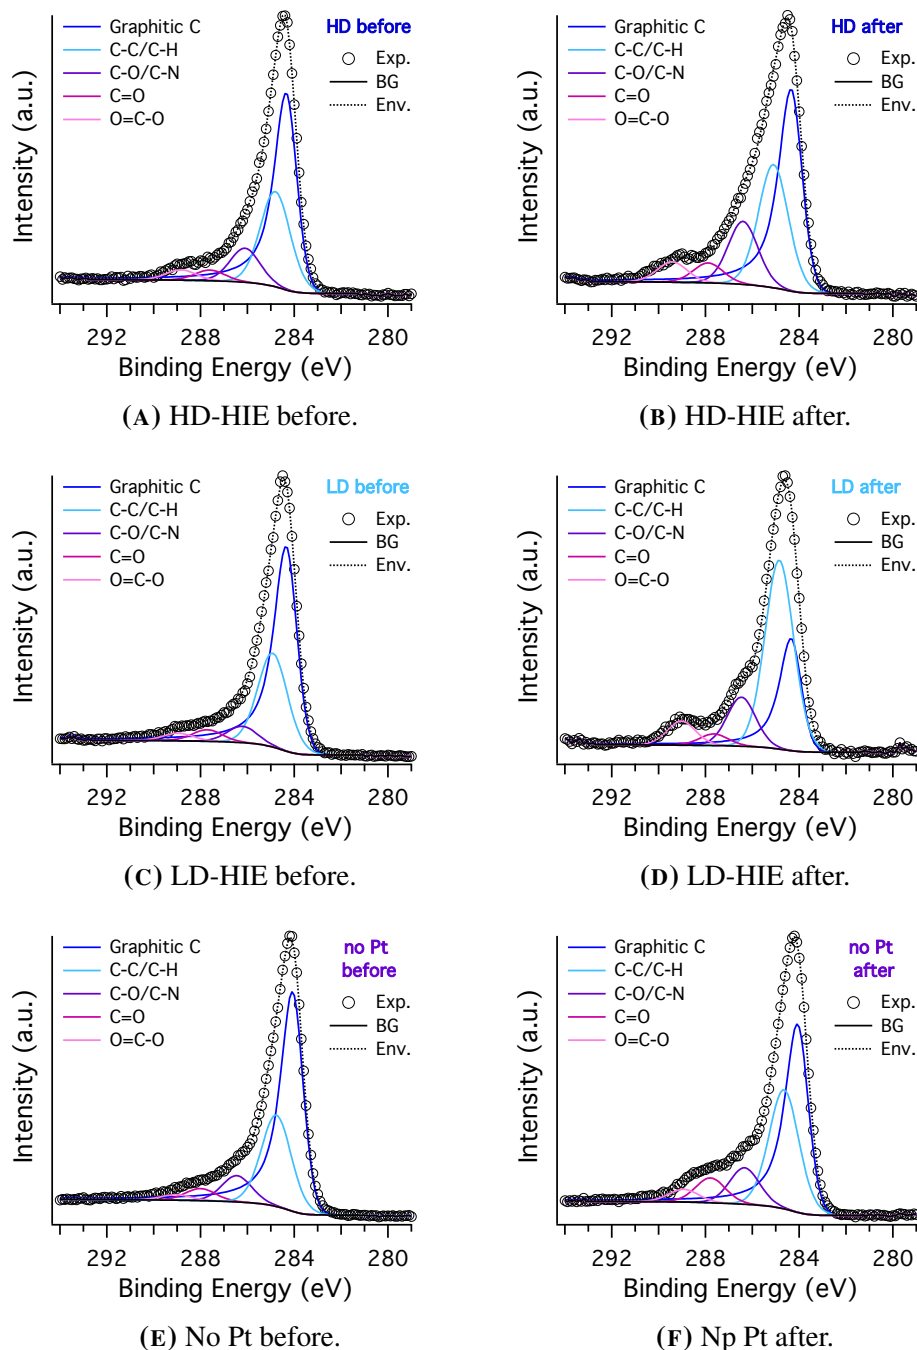 Graphitic C
C-C/C-H
C-O/C-N
C=O
O=C-O
HD before
Exp.
BG
Env.
Intensity (a.u.)
292 288 284 280
Binding Energy (eV)
(A) HD-HIE before.
Graphitic C
C-C/C-H
C-O/C-N
C=O
O=C-O
HD after
Exp.
BG
Env.
Intensity (a.u.)
292 288 284 280
Binding Energy (eV)
(B) HD-HIE after.
Graphitic C
C-C/C-H
C-O/C-N
C=O
O=C-O
LD before
Exp.
BG
Env.
Intensity (a.u.)
292 288 284 280
Binding Energy (eV)
(C) LD-HIE before.
Graphitic C
C-C/C-H
C-O/C-N
C=O
O=C-O
LD after
Exp.
BG
Env.
Intensity (a.u.)
292 288 284 280
Binding Energy (eV)
(D) LD-HIE after.
Graphitic C
C-C/C-H
C-O/C-N
C=O
O=C-O
no Pt
before
Exp.
BG
Env.
Intensity (a.u.)
292 288 284 280
Binding Energy (eV)
(E) No Pt before.
Graphitic C
C-C/C-H
C-O/C-N
C=O
O=C-O
no Pt
after
Exp.
BG
Env.
Intensity (a.u.)
292 288 284 280
Binding Energy (eV)
(F) Np Pt after.